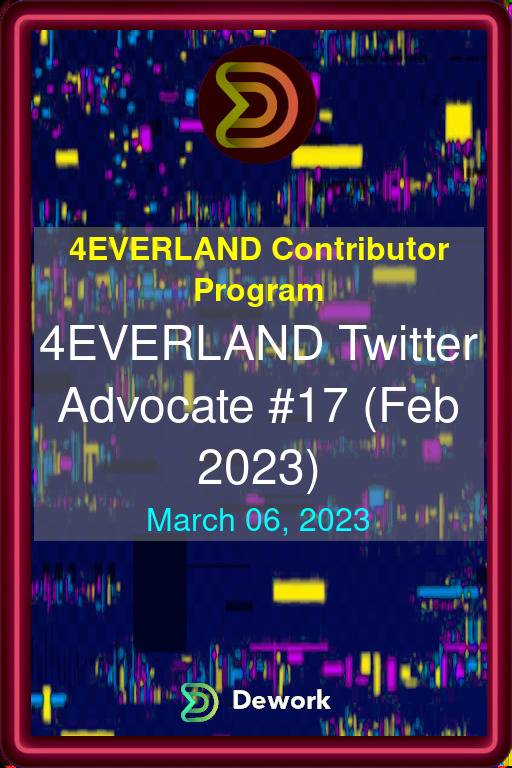 4EVERLAND Contributor
Program
4EVERLAND Twitter
Advocate #17 (Feb
2023)
March 06, 2023
Dework